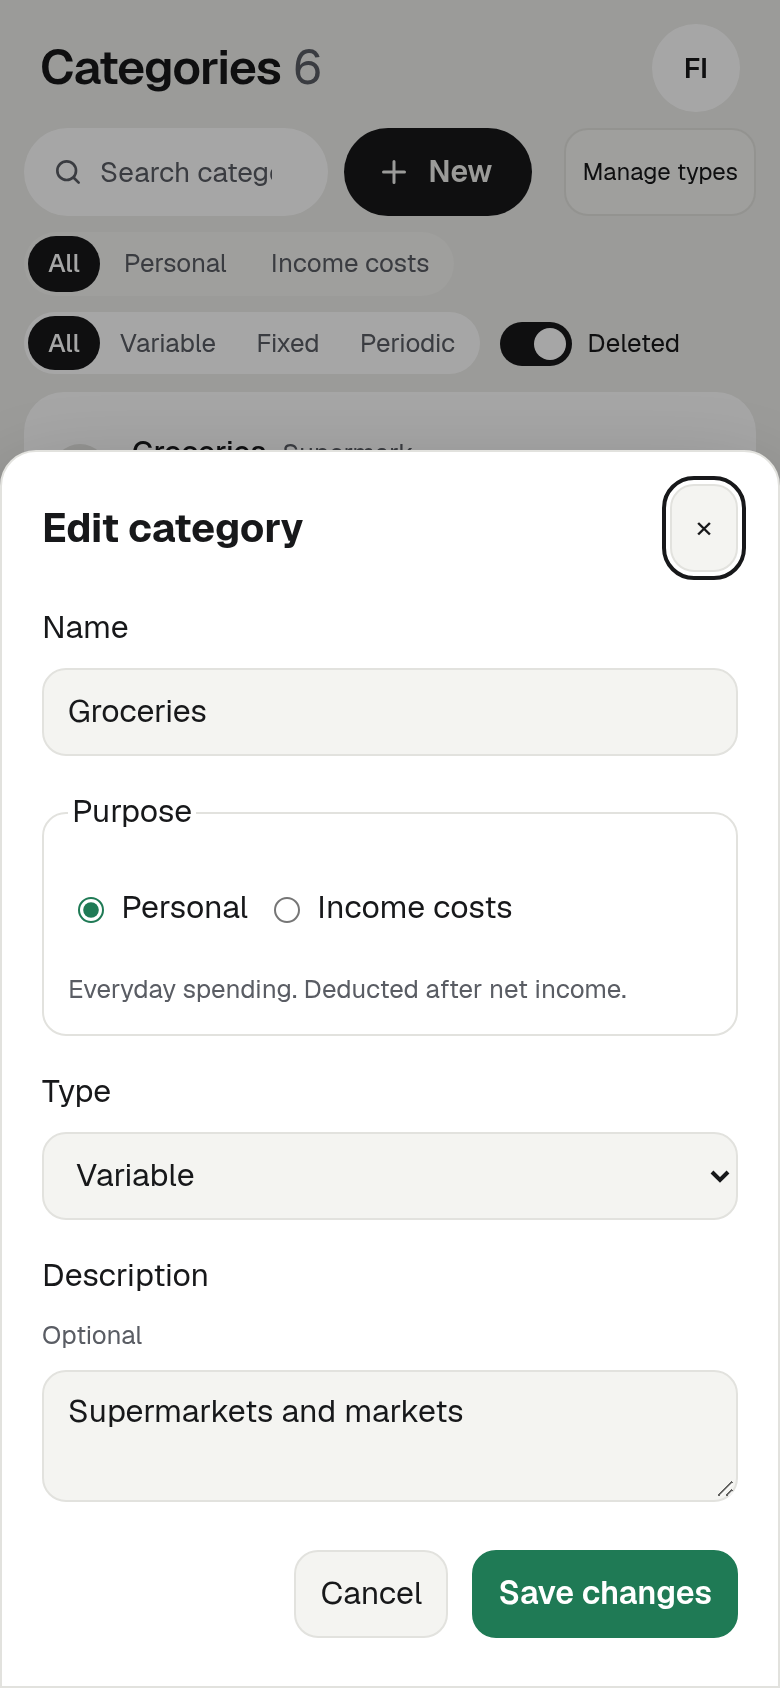 Categories 6
FI
Search categ
New
Manage types
All Personal Income costs
All Variable Fixed Periodic Deleted
Groceries Supermark
Edit category
×
Name
Groceries
Purpose
Personal Income costs
Everyday spending. Deducted after net income.
Type
Variable
Description
Optional
Supermarkets and markets
Cancel Save changes